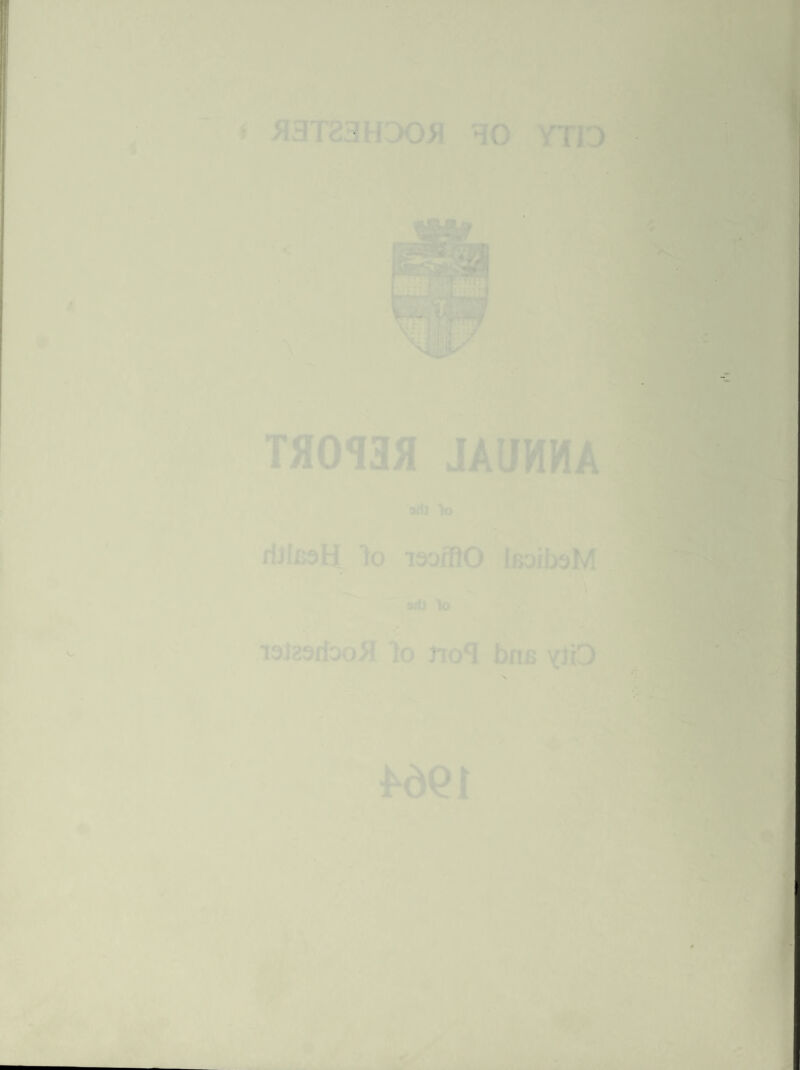 CITY OF ROCHESTER
ANNUAL REPORT
of the
Medical Officer of Health
of the
City and Port of Rochester
1964